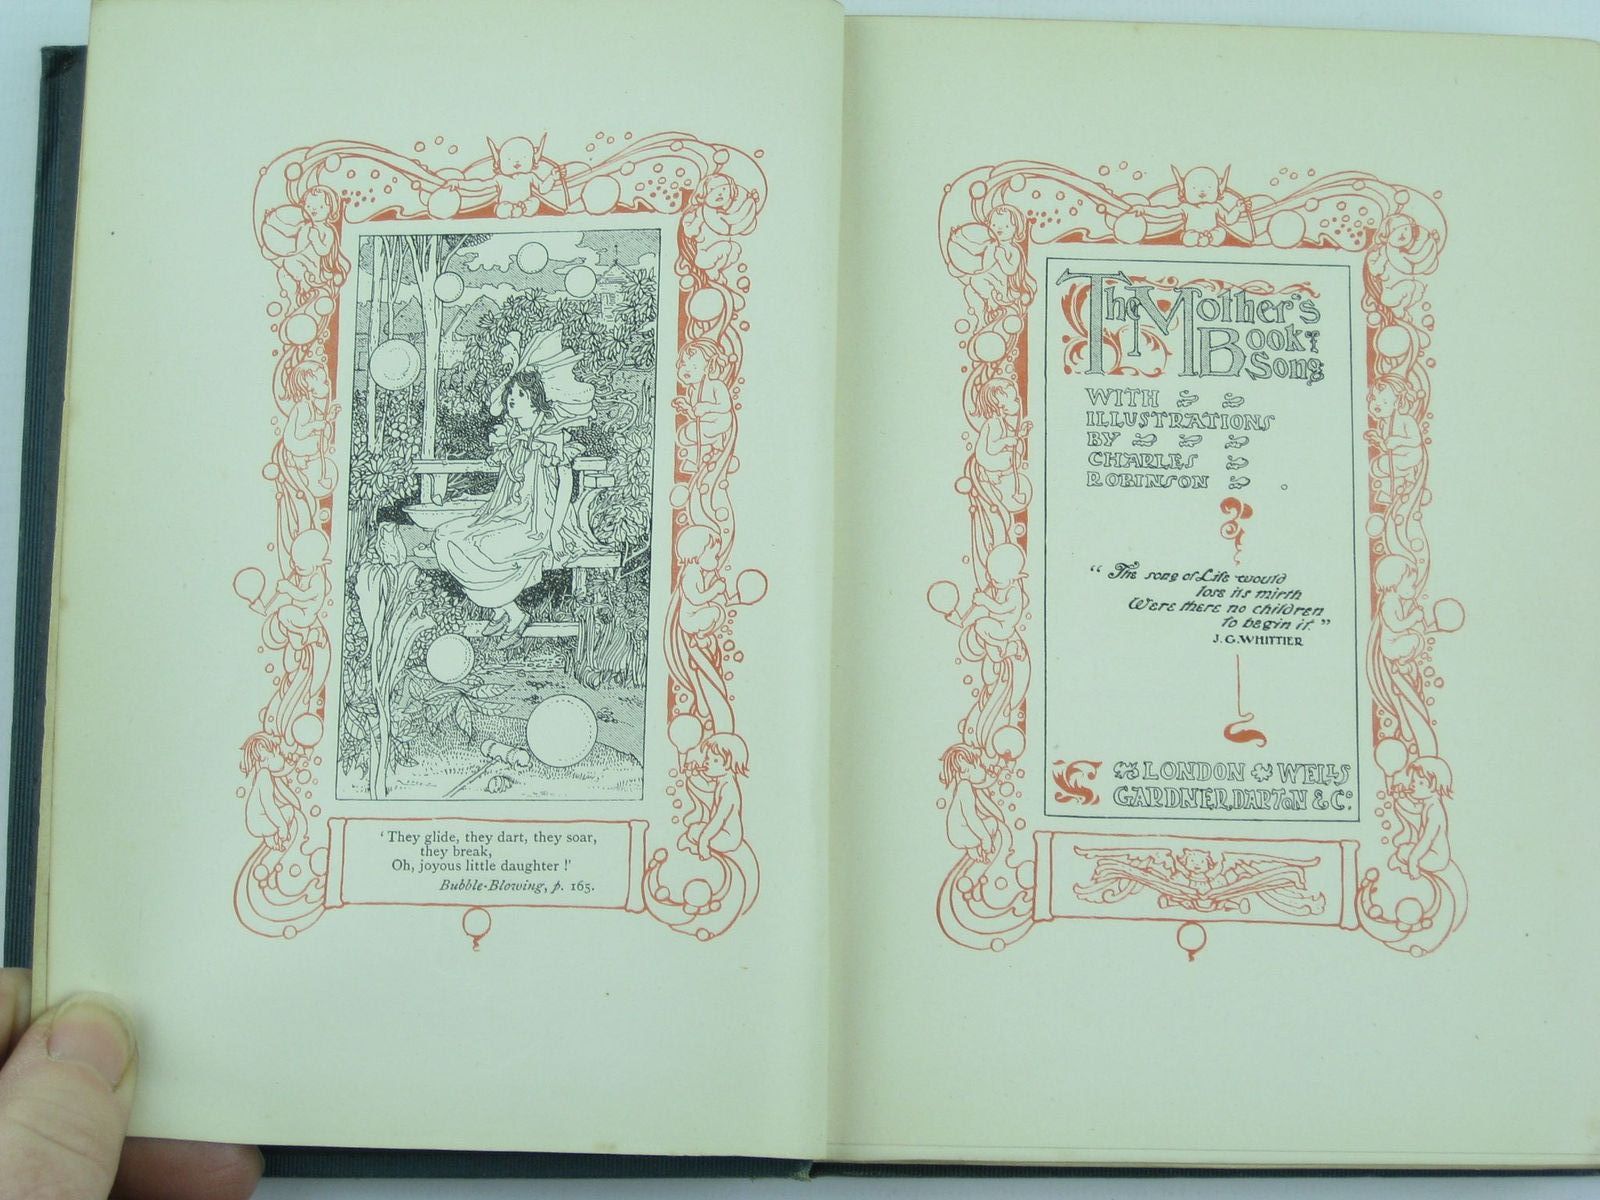 ‘They glide, they dart, they soar,
they break,
Oh, joyous little daughter !’
Bubble-Blowing, p. 165.
The Mother's
Book of
Song
WITH
ILLUSTRATIONS
BY
CHARLES
ROBINSON
“The song of Life would
lose its mirth
Were there no children
to begin it.”
J. G. WHITTIER
LONDON WELLS
GARDNER, DARTON & Co.